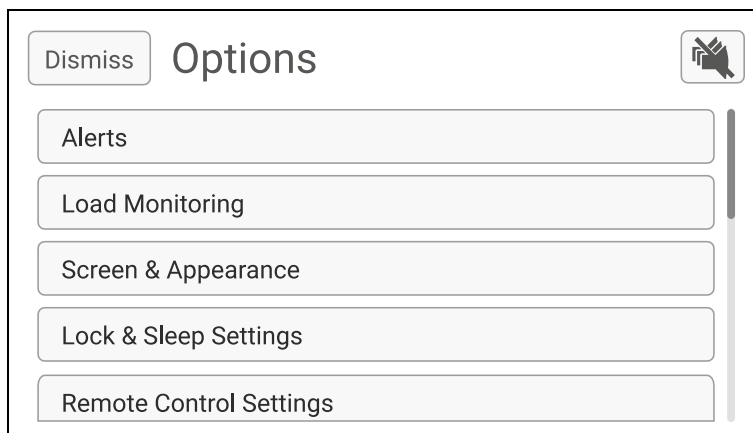 Dismiss Options
Alerts
Load Monitoring
Screen & Appearance
Lock & Sleep Settings
Remote Control Settings